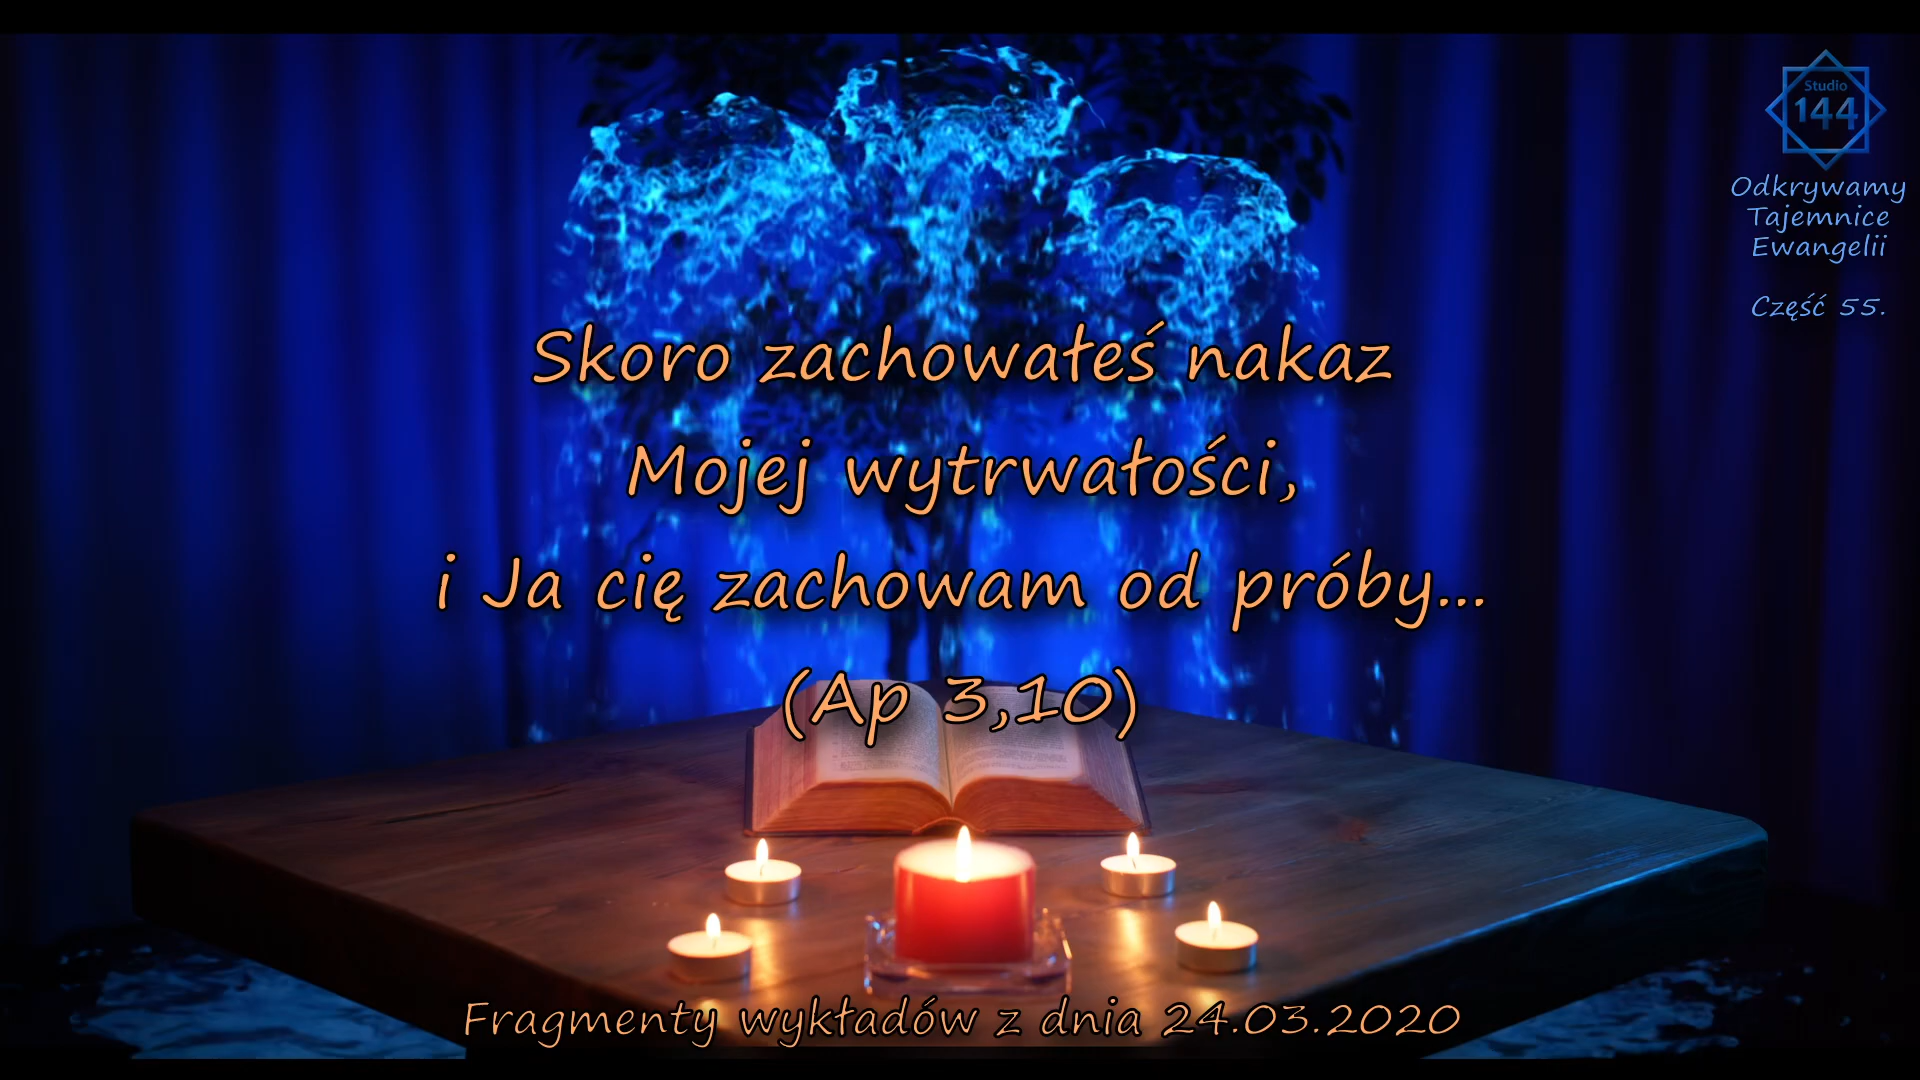 Studio
144
Odkrywamy
Tajemnice
Ewangelii
Część 55.
Skoro zachowałeś nakaz
Mojej wytrwałości,
i Ja cię zachowam od próby...
(Ap 3,10)
Fragmenty wykładów z dnia 24.03.2020